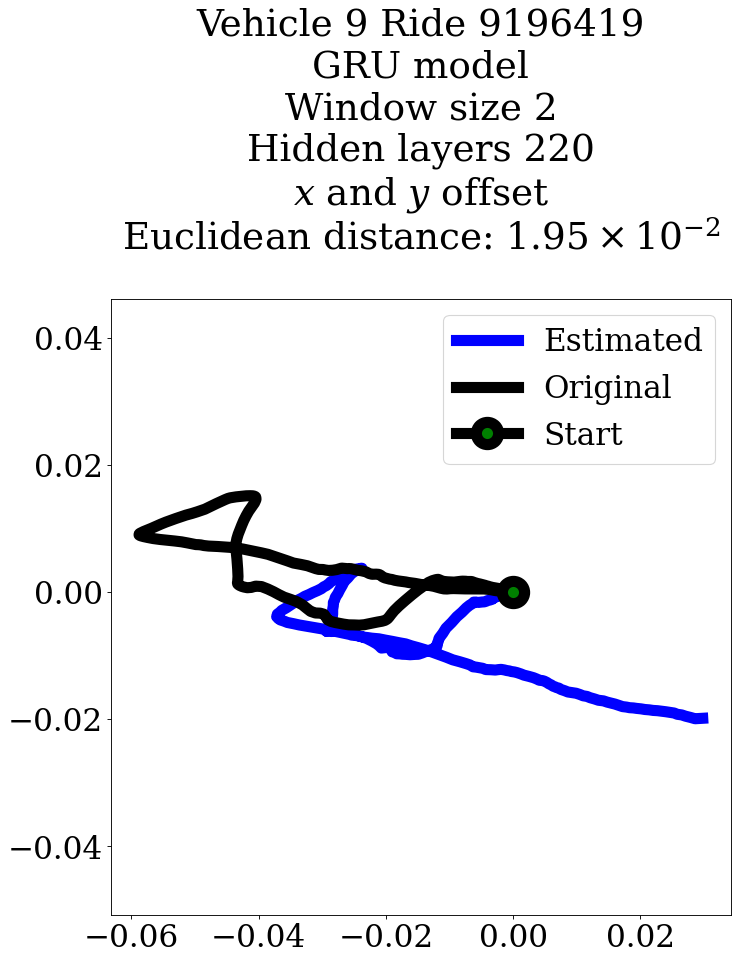 Vehicle 9 Ride 9196419
GRU model
Window size 2
Hidden layers 220
x and y offset
Euclidean distance: 1.95 × 10⁻²
Estimated
Original
Start
0.04
0.02
0.00
−0.02
−0.04
−0.06 −0.04 −0.02 0.00 0.02